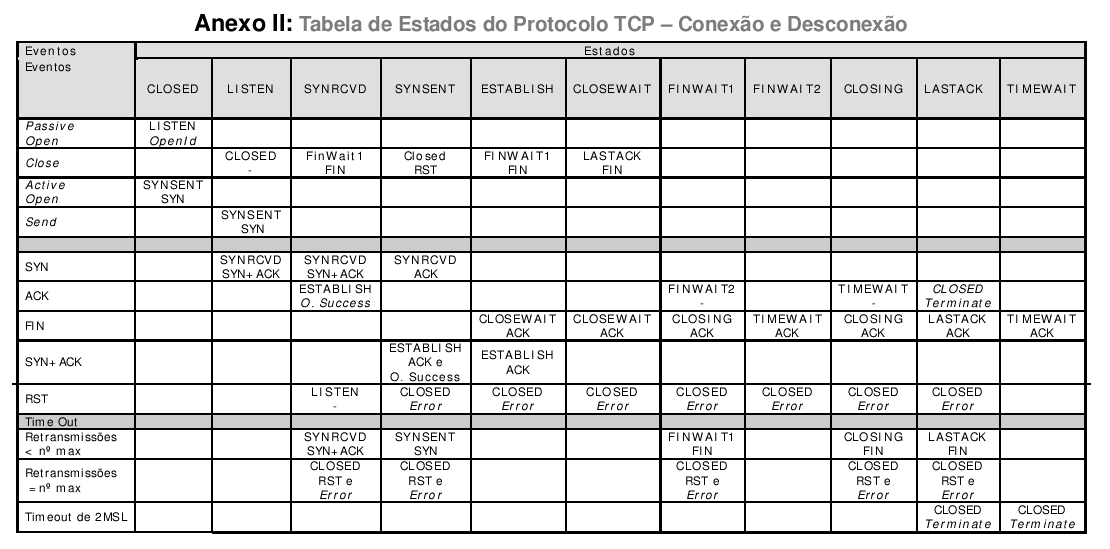 Anexo II: Tabela de Estados do Protocolo TCP – Conexão e Desconexão
Eventos Estados
Eventos
CLOSED LISTEN SYNRCVD SYNSENT ESTABLISH CLOSEWAIT FINWAIT1 FINWAIT2 CLOSING LASTACK TIMEWAIT
Passive LISTEN
Open OpenId
Close CLOSED FinWait1 Closed FINWAIT1 LASTACK
- FIN RST FIN FIN
Active SYNSENT
Open SYN
Send SYNSENT
SYN
SYN SYNRCVD SYNRCVD SYNRCVD
SYN+ACK SYN+ACK ACK
ACK ESTABLISH FINWAIT2 TIMEWAIT CLOSED
O. Success - - Terminate
FIN CLOSEWAIT CLOSEWAIT CLOSING TIMEWAIT CLOSING LASTACK TIMEWAIT
ACK ACK ACK ACK ACK ACK ACK
SYN+ACK ESTABLISH ESTABLISH
ACK e ACK
O. Success
RST LISTEN CLOSED CLOSED CLOSED CLOSED CLOSED CLOSED CLOSED
- Error Error Error Error Error Error Error
Time Out
Retransmissões SYNRCVD SYNSENT FINWAIT1 CLOSING LASTACK
< nº max SYN+ACK SYN FIN FIN FIN
Retransmissões CLOSED CLOSED CLOSED CLOSED CLOSED
= nº max RST e RST e RST e RST e RST e
Error Error Error Error Error
Timeout de 2MSL CLOSED CLOSED
Terminate Terminate